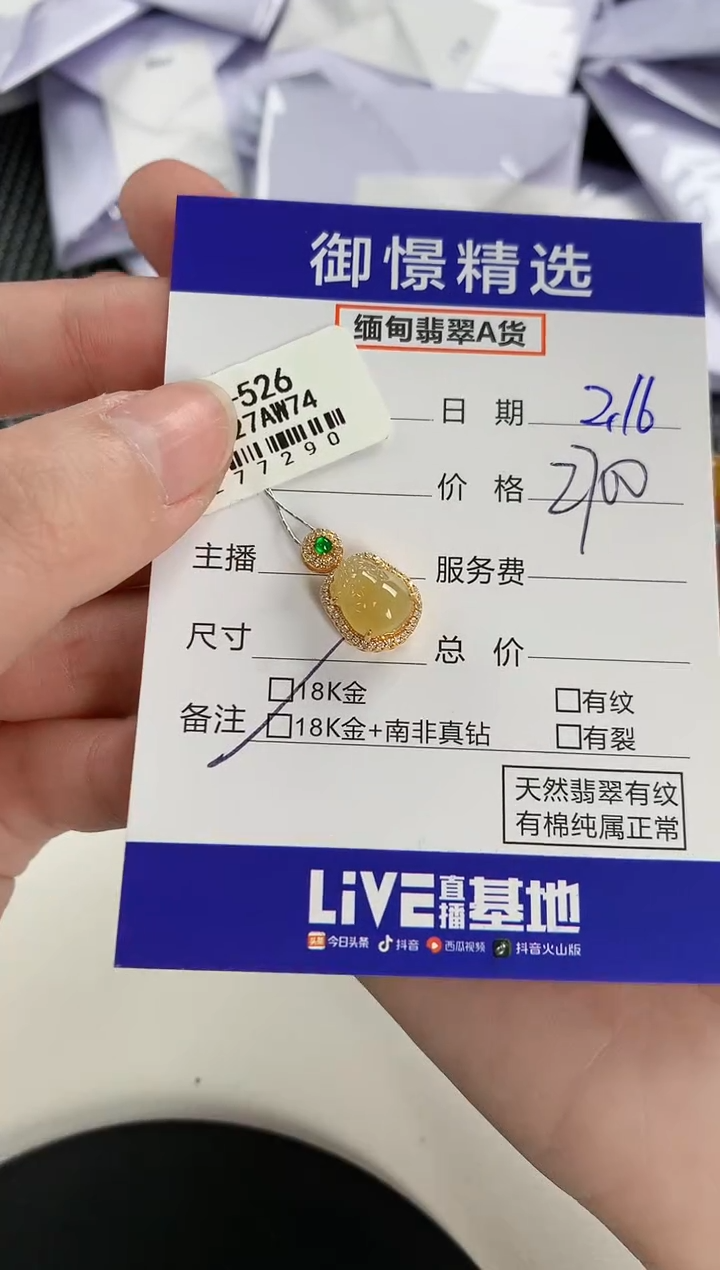 御憬精选
缅甸翡翠A货
-526
27AW74
77290
日期 2.16
价格 2700
主播
服务费
尺寸
总价
备注
□18K金
□有纹
□18K金+南非真钻
□有裂
天然翡翠有纹
有棉纯属正常
LiVE直播基地
头条 今日头条 抖音 西瓜视频 抖音火山版